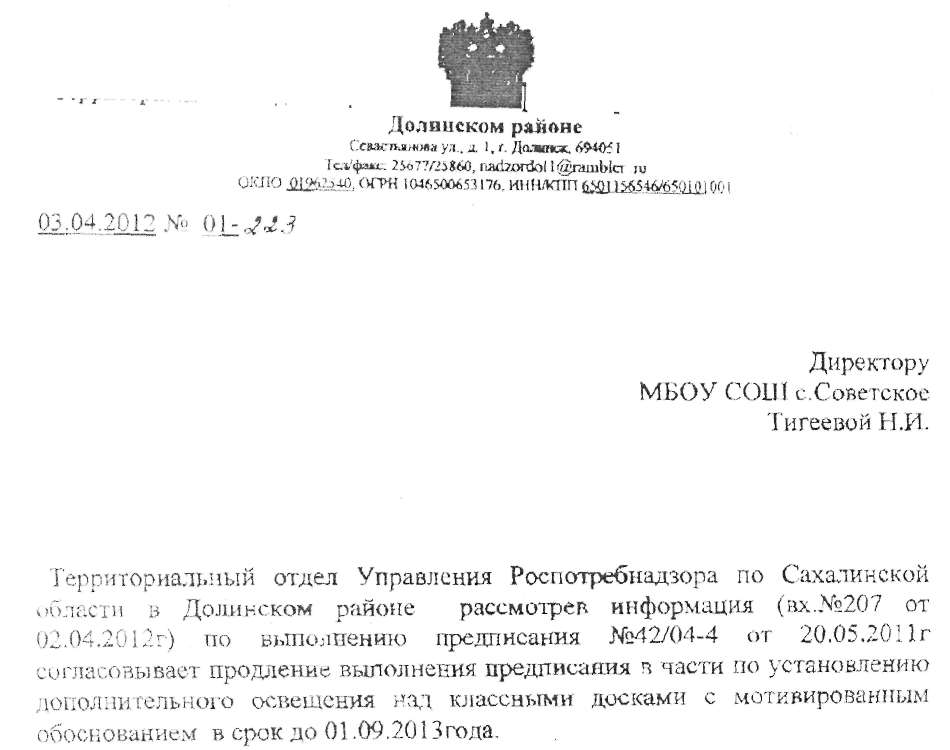 Долинском районе
Севастьянова ул., д. 1, г. Долинск, 694051
Тел/факс: 25677/25860, nadzordol1@rambler ru
ОКПО 01962540, ОГРН 1046500653176, ИНН/КПП 6501156546/650101001
03.04.2012 № 01-223
Директору
МБОУ СОШ с.Советское
Тигеевой Н.И.
Территориальный отдел Управления Роспотребнадзора по Сахалинской
области в Долинском районе рассмотрев информация (вх.№207 от
02.04.2012г) по выполнению предписания №42/04-4 от 20.05.2011г
согласовывает продление выполнения предписания в части по установлению
дополнительного освещения над классными досками с мотивированным
обоснованием в срок до 01.09.2013года.